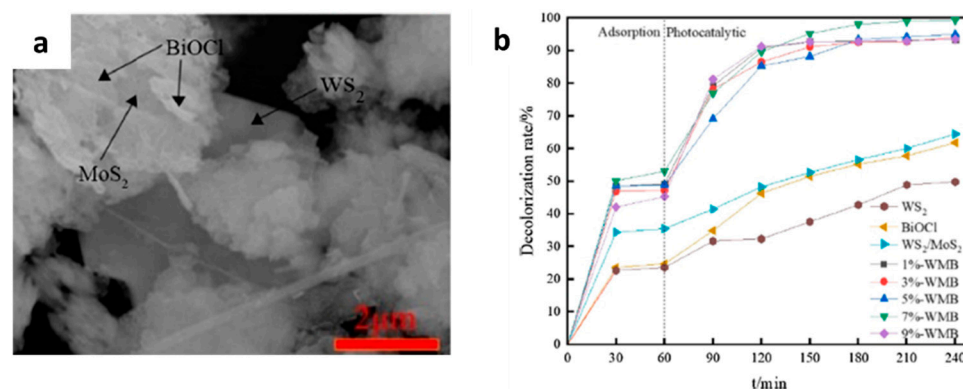 a
BiOCl
WS2
MoS2
2μm
b
Decolorization rate/%
100
90
80
70
60
50
40
30
20
10
0
Adsorption
Photocatalytic
WS2
BiOCl
WS2/MoS2
1%-WMB
3%-WMB
5%-WMB
7%-WMB
9%-WMB
0 30 60 90 120 150 180 210 240
t/min